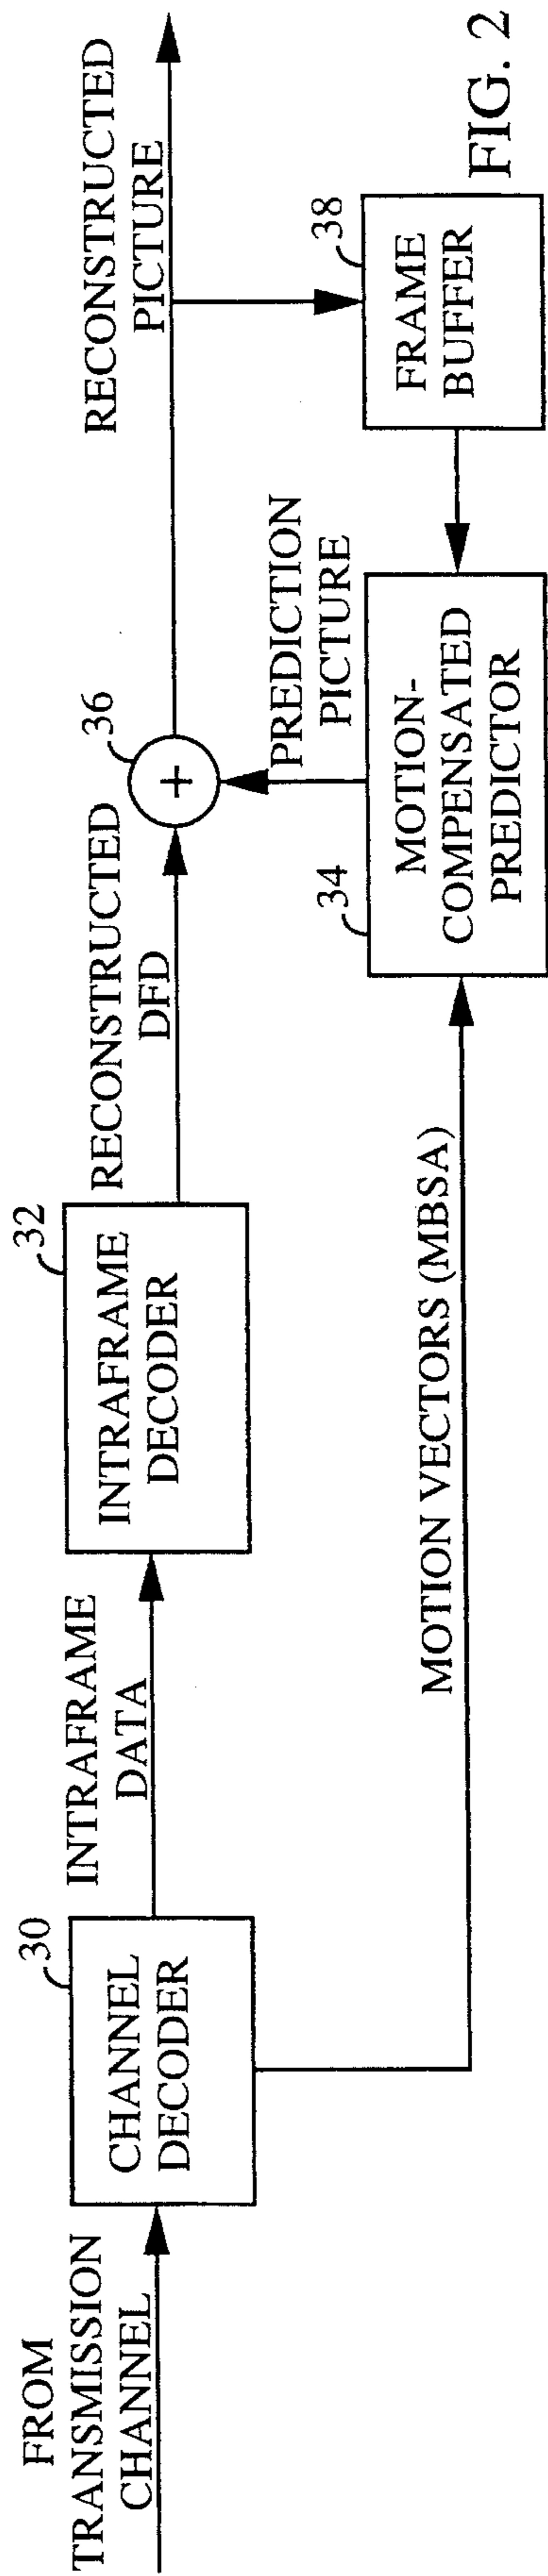 FROM
TRANSMISSION
CHANNEL
30
CHANNEL
DECODER
INTRAFRAME
DATA
32
INTRAFRAME
DECODER
RECONSTRUCTED
DFD
36
+
RECONSTRUCTED
PICTURE
PREDICTION
PICTURE
MOTION VECTORS (MBSA)
34
MOTION-
COMPENSATED
PREDICTOR
38
FRAME
BUFFER
FIG. 2